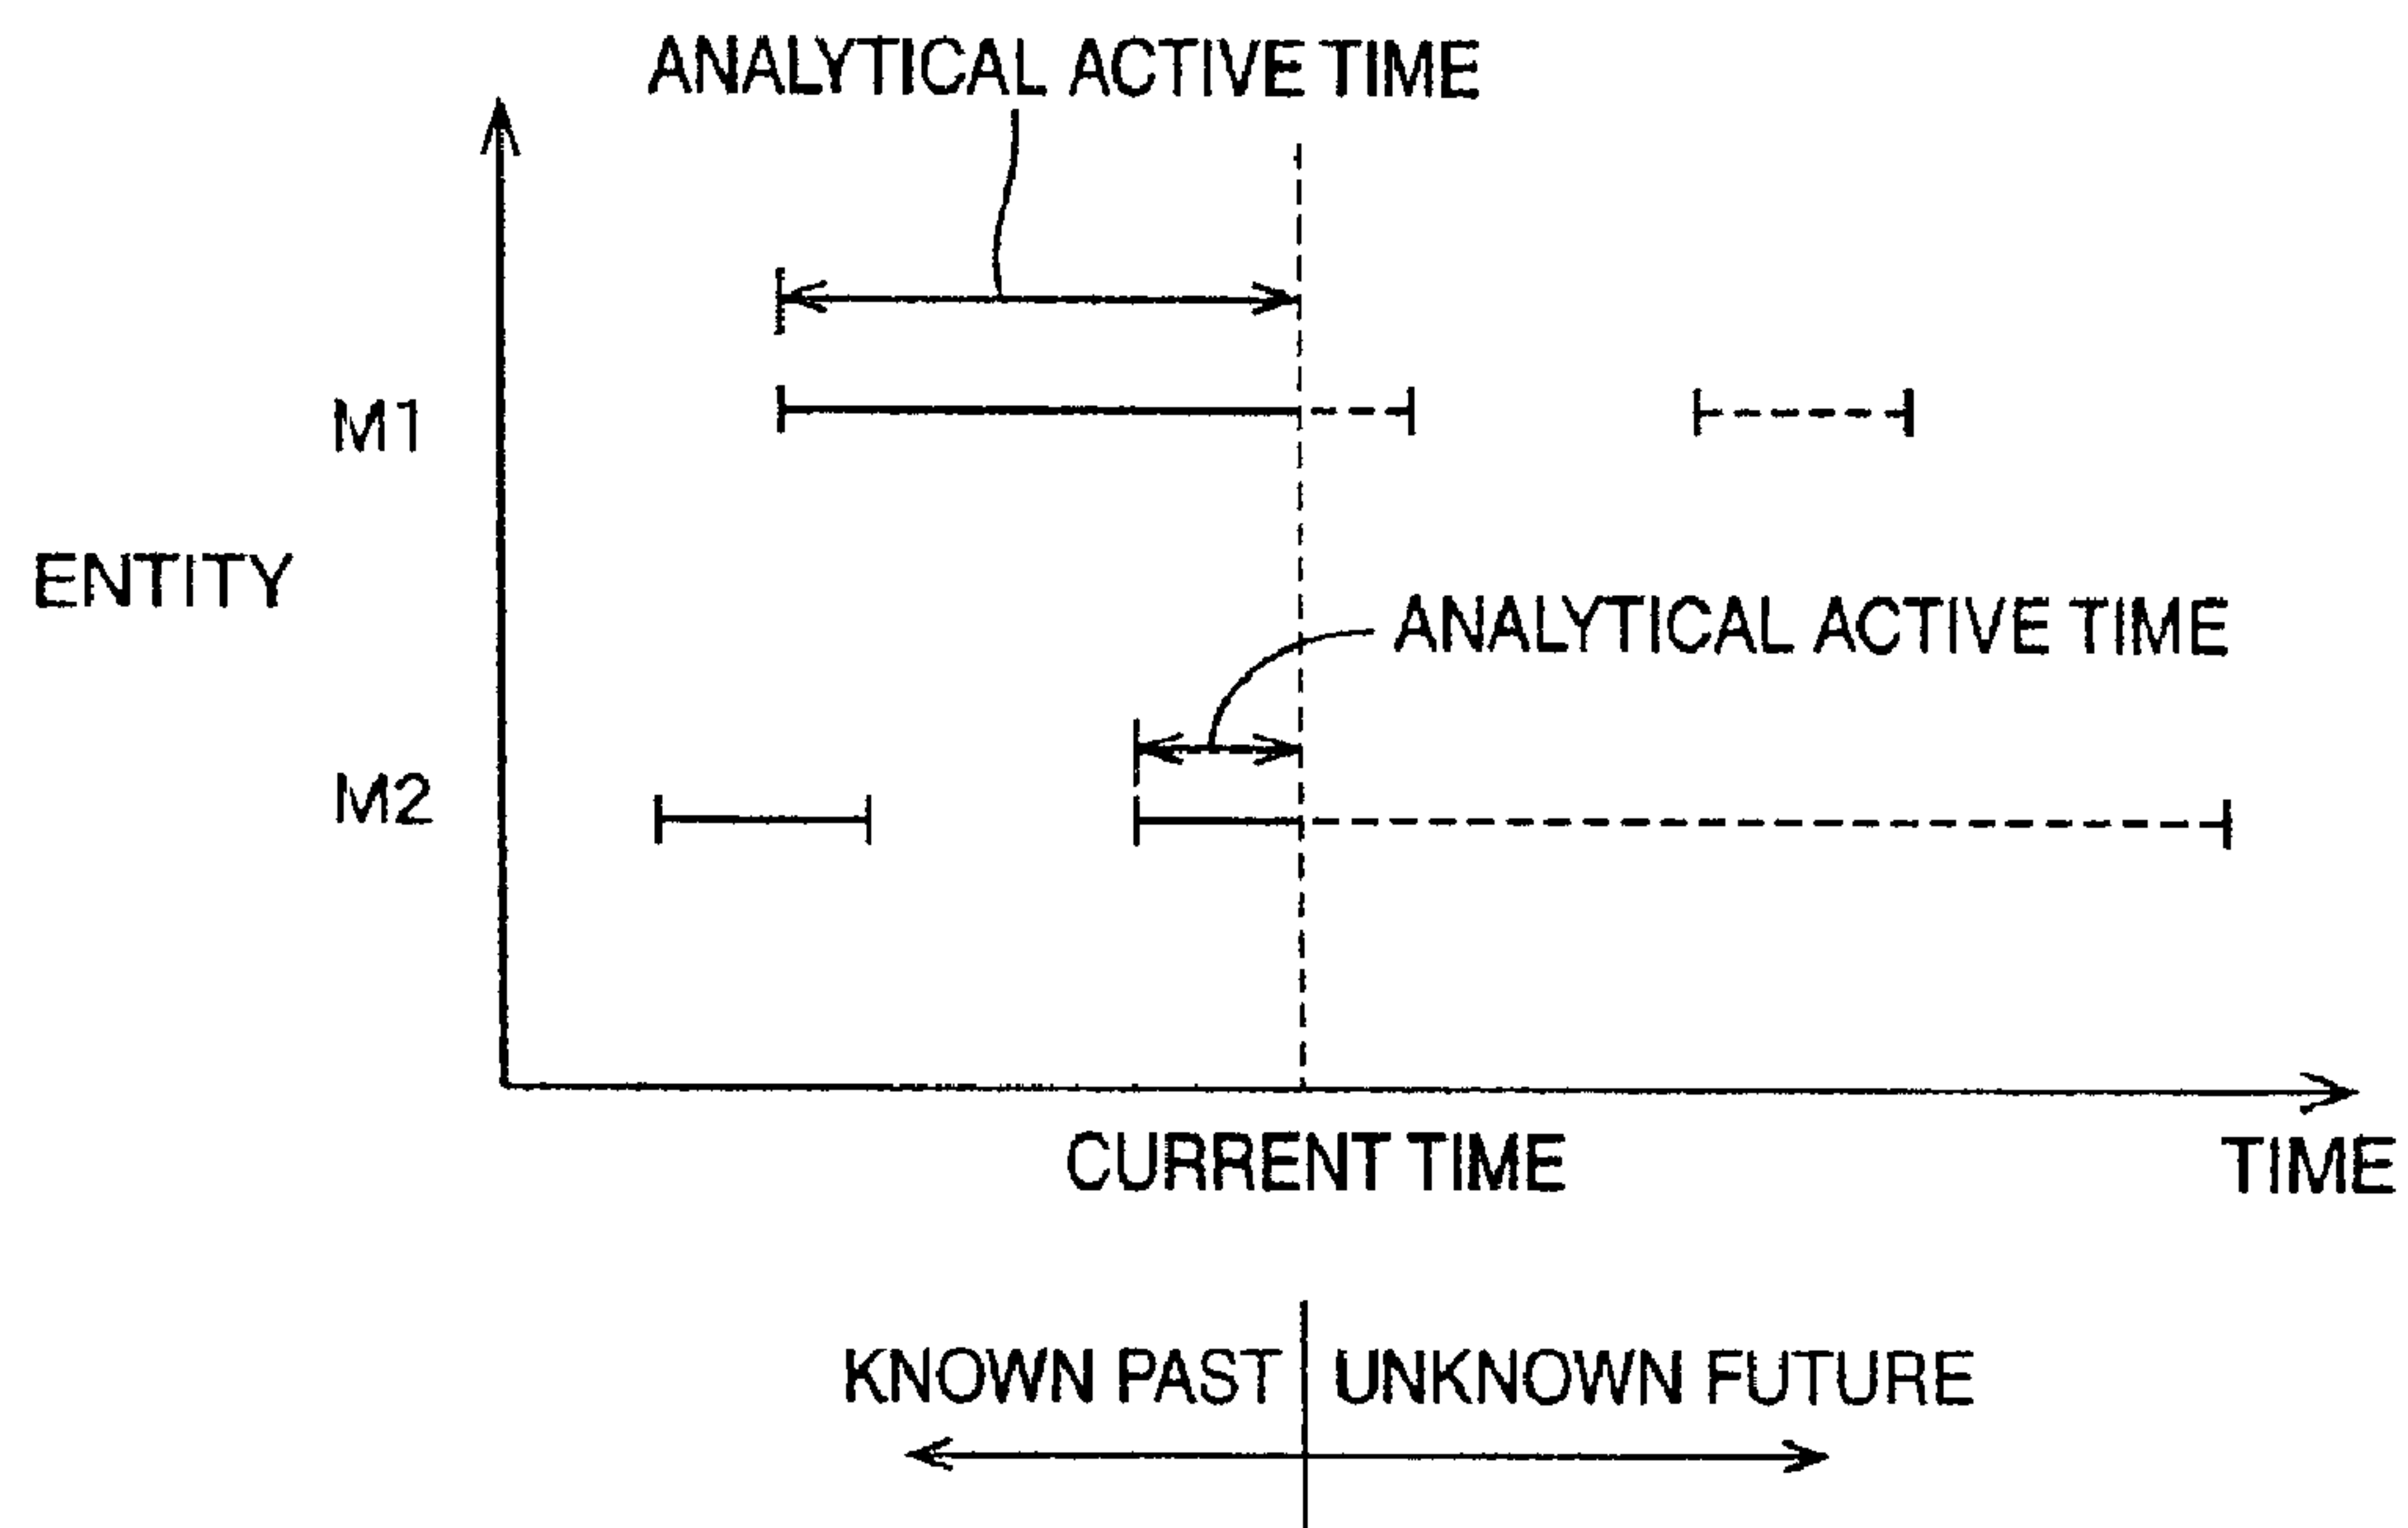 ANALYTICAL ACTIVE TIME
M1
ENTITY
ANALYTICAL ACTIVE TIME
M2
CURRENT TIME
TIME
KNOWN PAST
UNKNOWN FUTURE